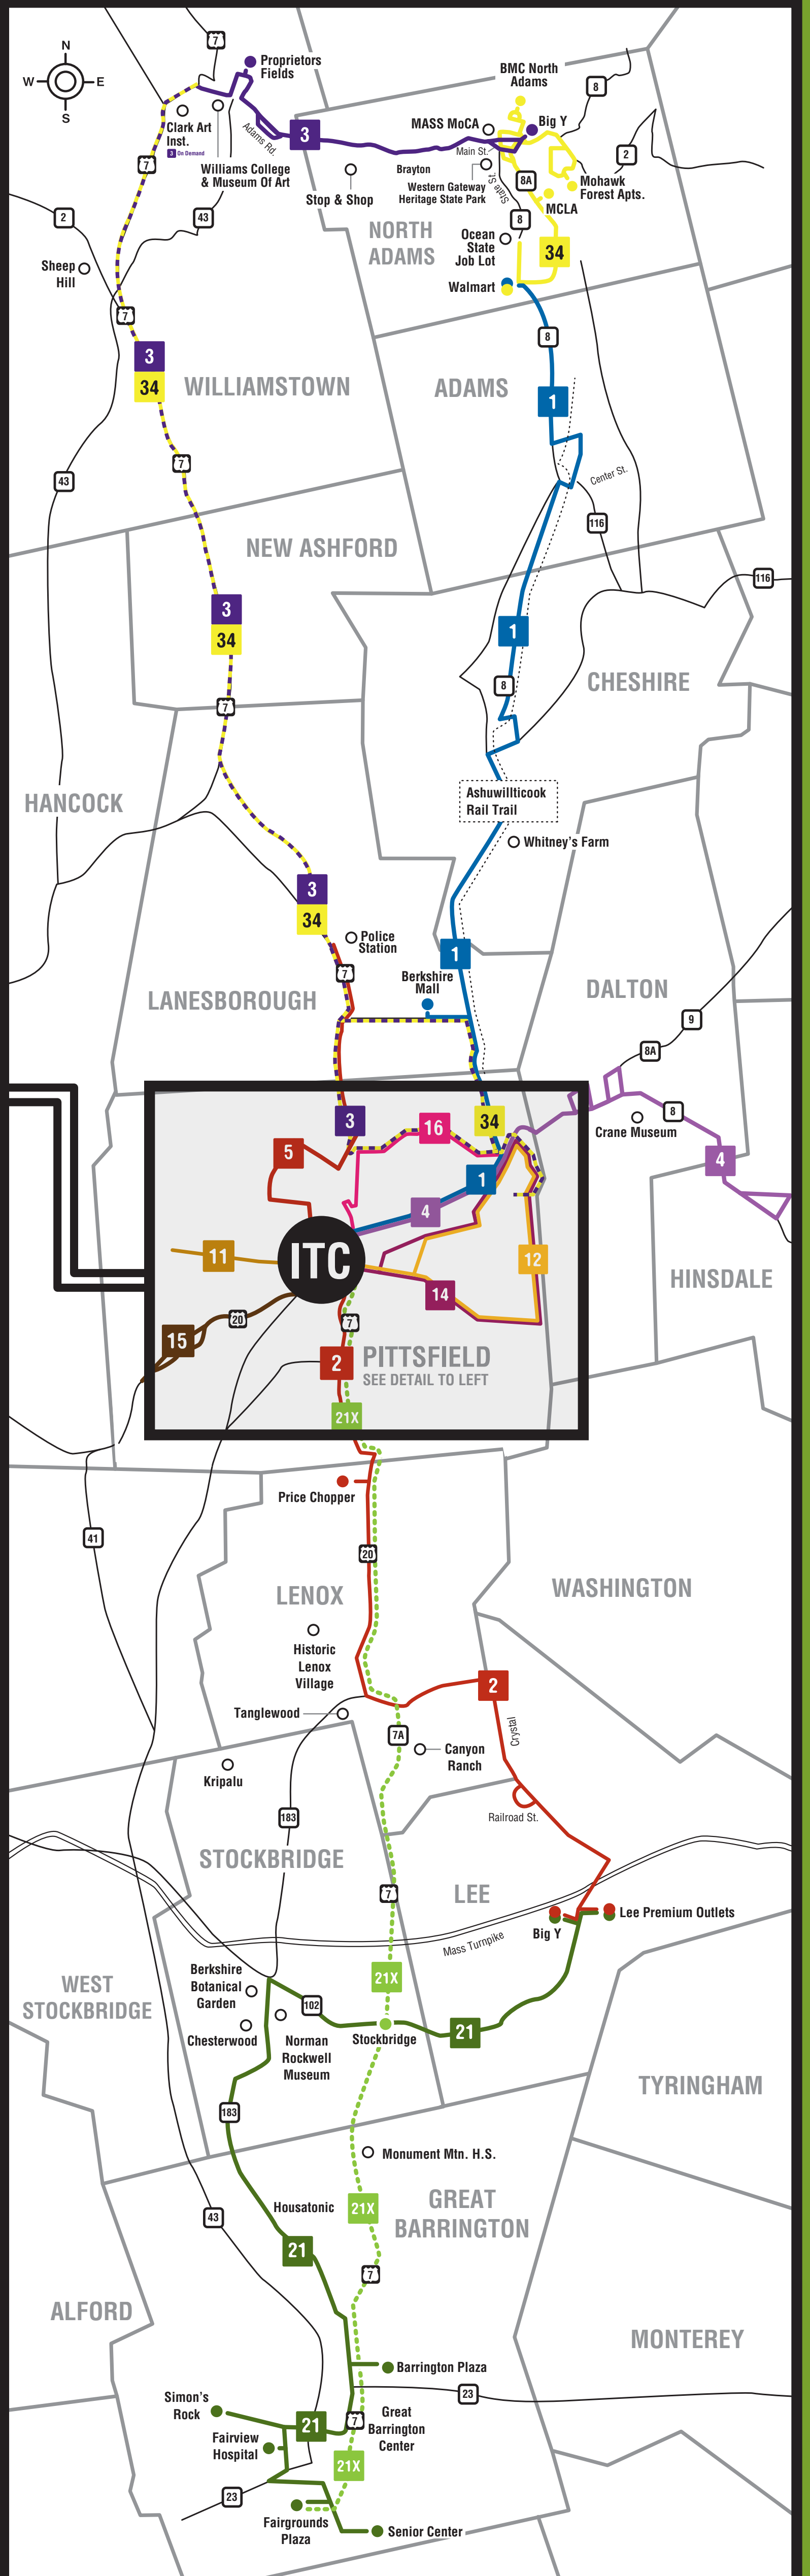 N
W
E
S
7
Proprietors
Fields
BMC North
Adams
8
Clark Art
Inst.
3 On Demand
Adams Rd.
3
MASS MoCA
Big Y
Main St.
2
7
Williams College
& Museum Of Art
Stop & Shop
Brayton
Western Gateway
Heritage State Park
State St.
8A
Mohawk
Forest Apts.
MCLA
2
43
NORTH
ADAMS
8
Ocean
State
Job Lot
34
Sheep
Hill
Walmart
7
8
3
34
WILLIAMSTOWN
ADAMS
1
7
43
Center St.
116
NEW ASHFORD
116
3
34
1
8
CHESHIRE
7
HANCOCK
Ashuwillticook
Rail Trail
Whitney's Farm
3
34
Police
Station
1
7
Berkshire
Mall
LANESBOROUGH
DALTON
9
8A
8
Crane Museum
4
3
16
34
5
1
4
11
ITC
12
HINSDALE
14
20
7
15
2
PITTSFIELD
SEE DETAIL TO LEFT
21X
Price Chopper
41
20
LENOX
WASHINGTON
Historic
Lenox
Village
2
Tanglewood
Crystal
7A
Canyon
Ranch
Kripalu
183
Railroad St.
STOCKBRIDGE
7
LEE
Lee Premium Outlets
Big Y
Mass Turnpike
Berkshire
Botanical
Garden
21X
WEST
STOCKBRIDGE
102
Chesterwood
Norman
Rockwell
Museum
Stockbridge
21
TYRINGHAM
183
Monument Mtn. H.S.
Housatonic
21X
GREAT
BARRINGTON
43
21
7
ALFORD
MONTEREY
Barrington Plaza
23
Simon's
Rock
21
7
Great
Barrington
Center
Fairview
Hospital
21X
23
Fairgrounds
Plaza
Senior Center